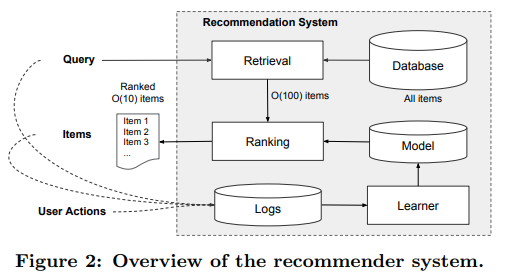 Recommendation System
Query
Retrieval
Database
Ranked
O(10) items
O(100) items
All items
Item 1
Item 2
Item 3
...
Items
Ranking
Model
User Actions
Logs
Learner
Figure 2: Overview of the recommender system.